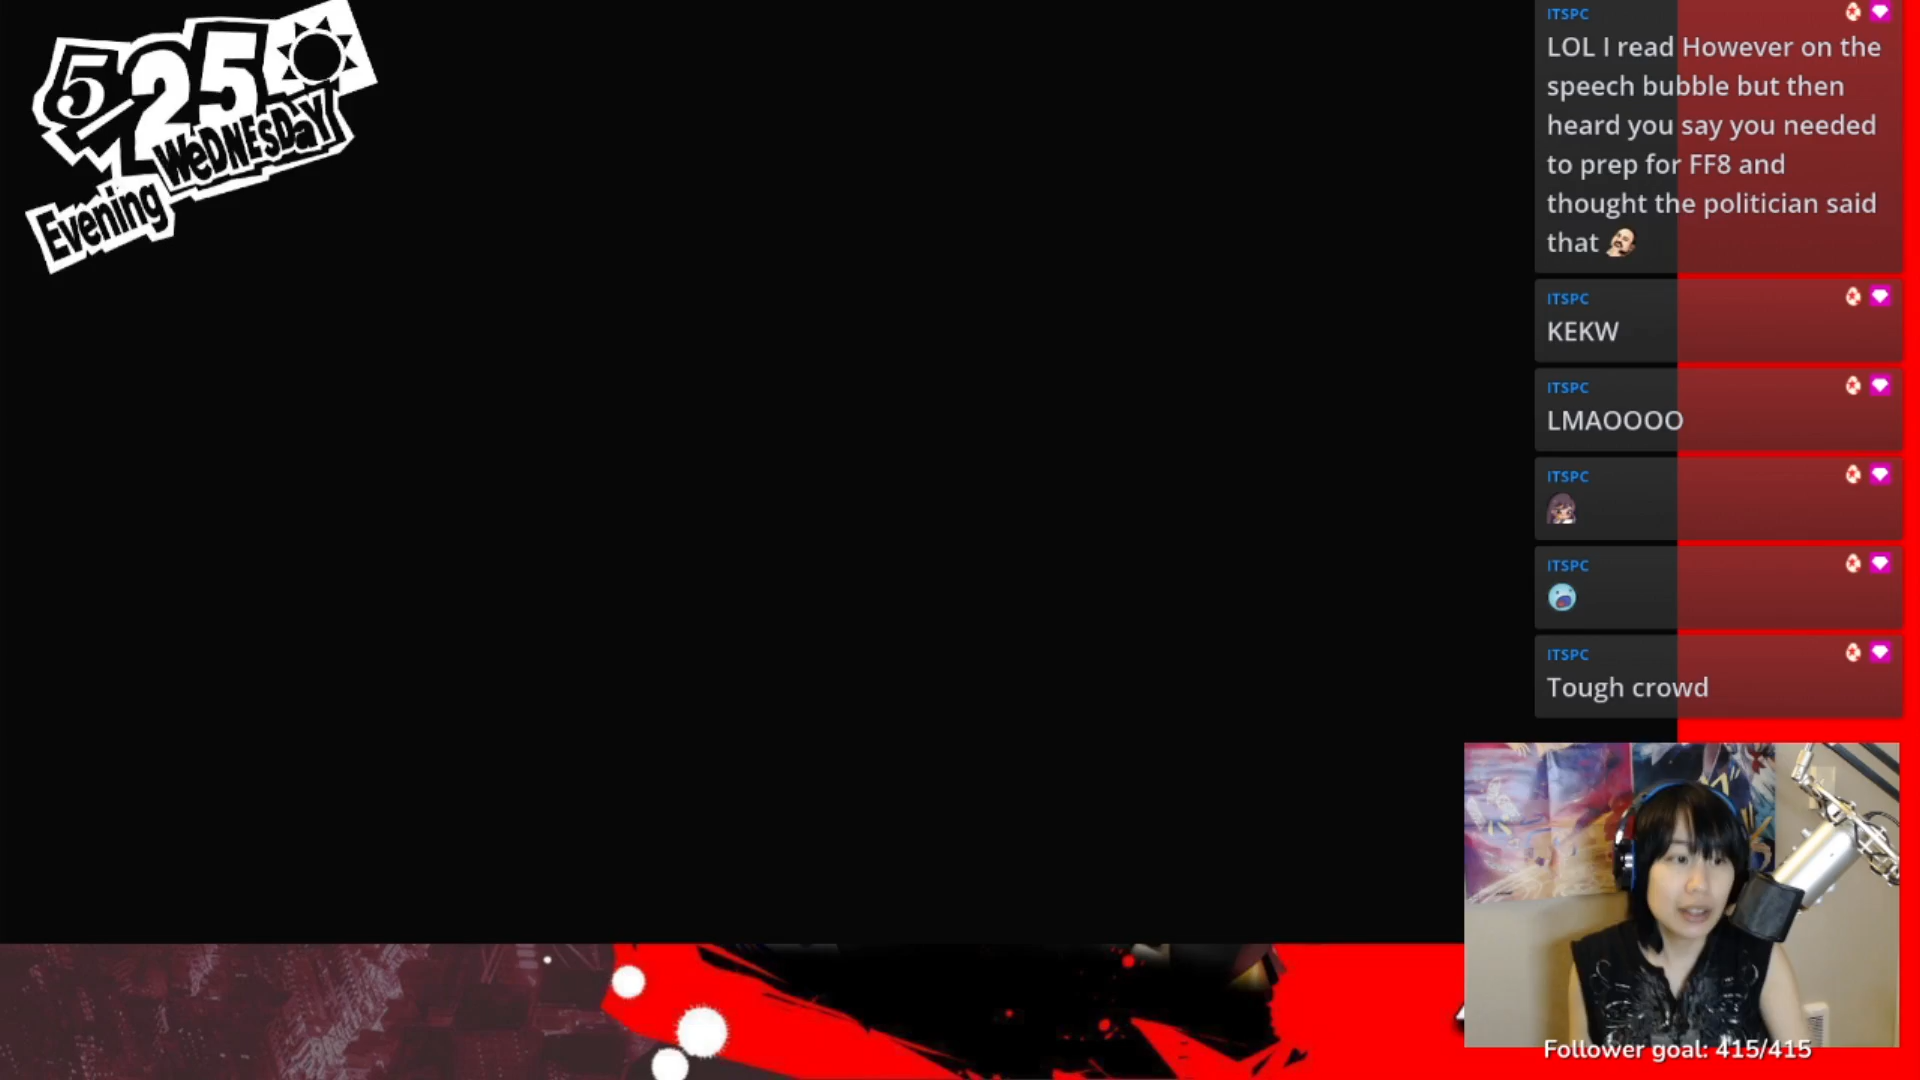 5/25
WeDNESDaY
Evening
ITSPC
LOL I read However on the
speech bubble but then
heard you say you needed
to prep for FF8 and
thought the politician said
that
ITSPC
KEKW
ITSPC
LMAOOOO
ITSPC
ITSPC
ITSPC
Tough crowd
Follower goal: 415/415